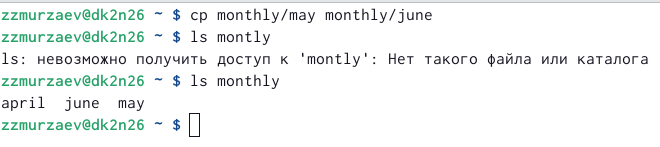 zzmurzaev@dk2n26 ~ $ cp monthly/may monthly/june
zzmurzaev@dk2n26 ~ $ ls montly
ls: невозможно получить доступ к 'montly': Нет такого файла или каталога
zzmurzaev@dk2n26 ~ $ ls monthly
april  june  may
zzmurzaev@dk2n26 ~ $